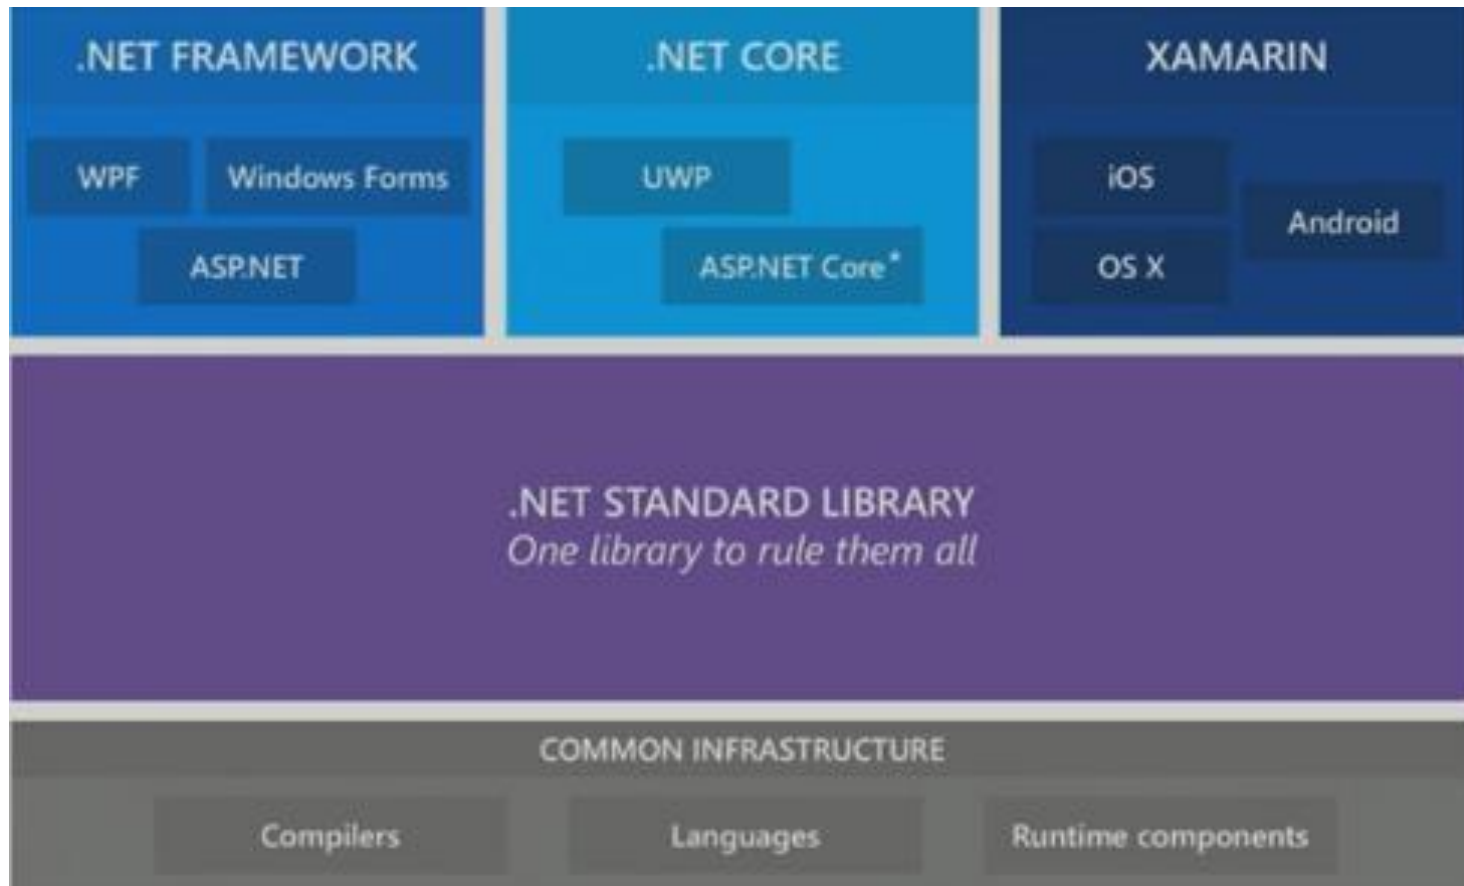 .NET FRAMEWORK
WPF
Windows Forms
ASP.NET
.NET CORE
UWP
ASP.NET Core*
XAMARIN
iOS
Android
OS X
.NET STANDARD LIBRARY
One library to rule them all
COMMON INFRASTRUCTURE
Compilers
Languages
Runtime components